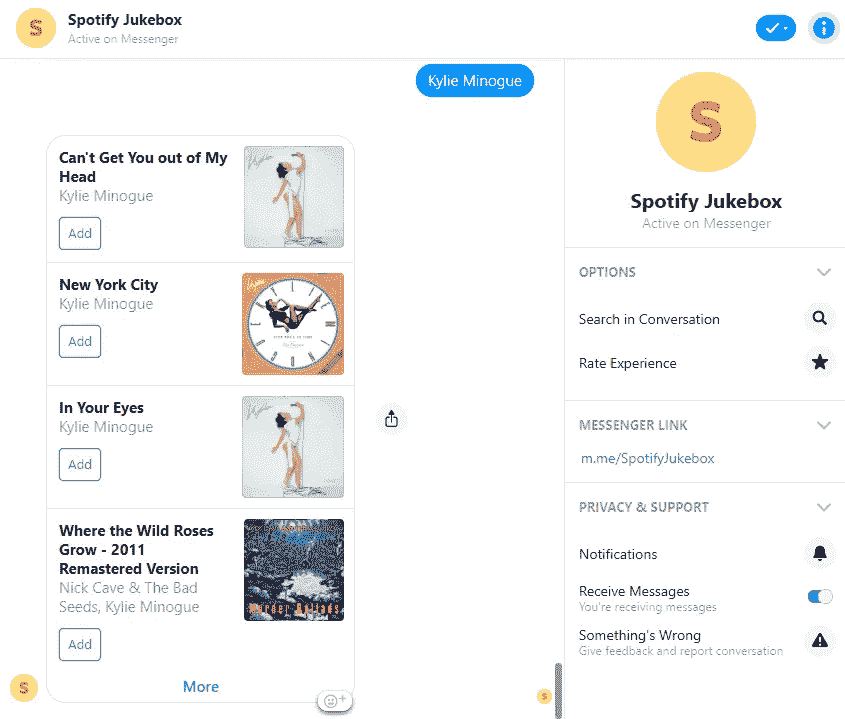 S
Spotify Jukebox
Active on Messenger
Kylie Minogue
Can't Get You out of My
Head
Kylie Minogue
Add
New York City
Kylie Minogue
Add
In Your Eyes
Kylie Minogue
Add
Where the Wild Roses
Grow - 2011
Remastered Version
Nick Cave & The Bad
Seeds, Kylie Minogue
Murder Ballads
Add
More
S
S
S
Spotify Jukebox
Active on Messenger
OPTIONS
Search in Conversation
Rate Experience
MESSENGER LINK
m.me/SpotifyJukebox
PRIVACY & SUPPORT
Notifications
Receive Messages
You're receiving messages
Something's Wrong
Give feedback and report conversation